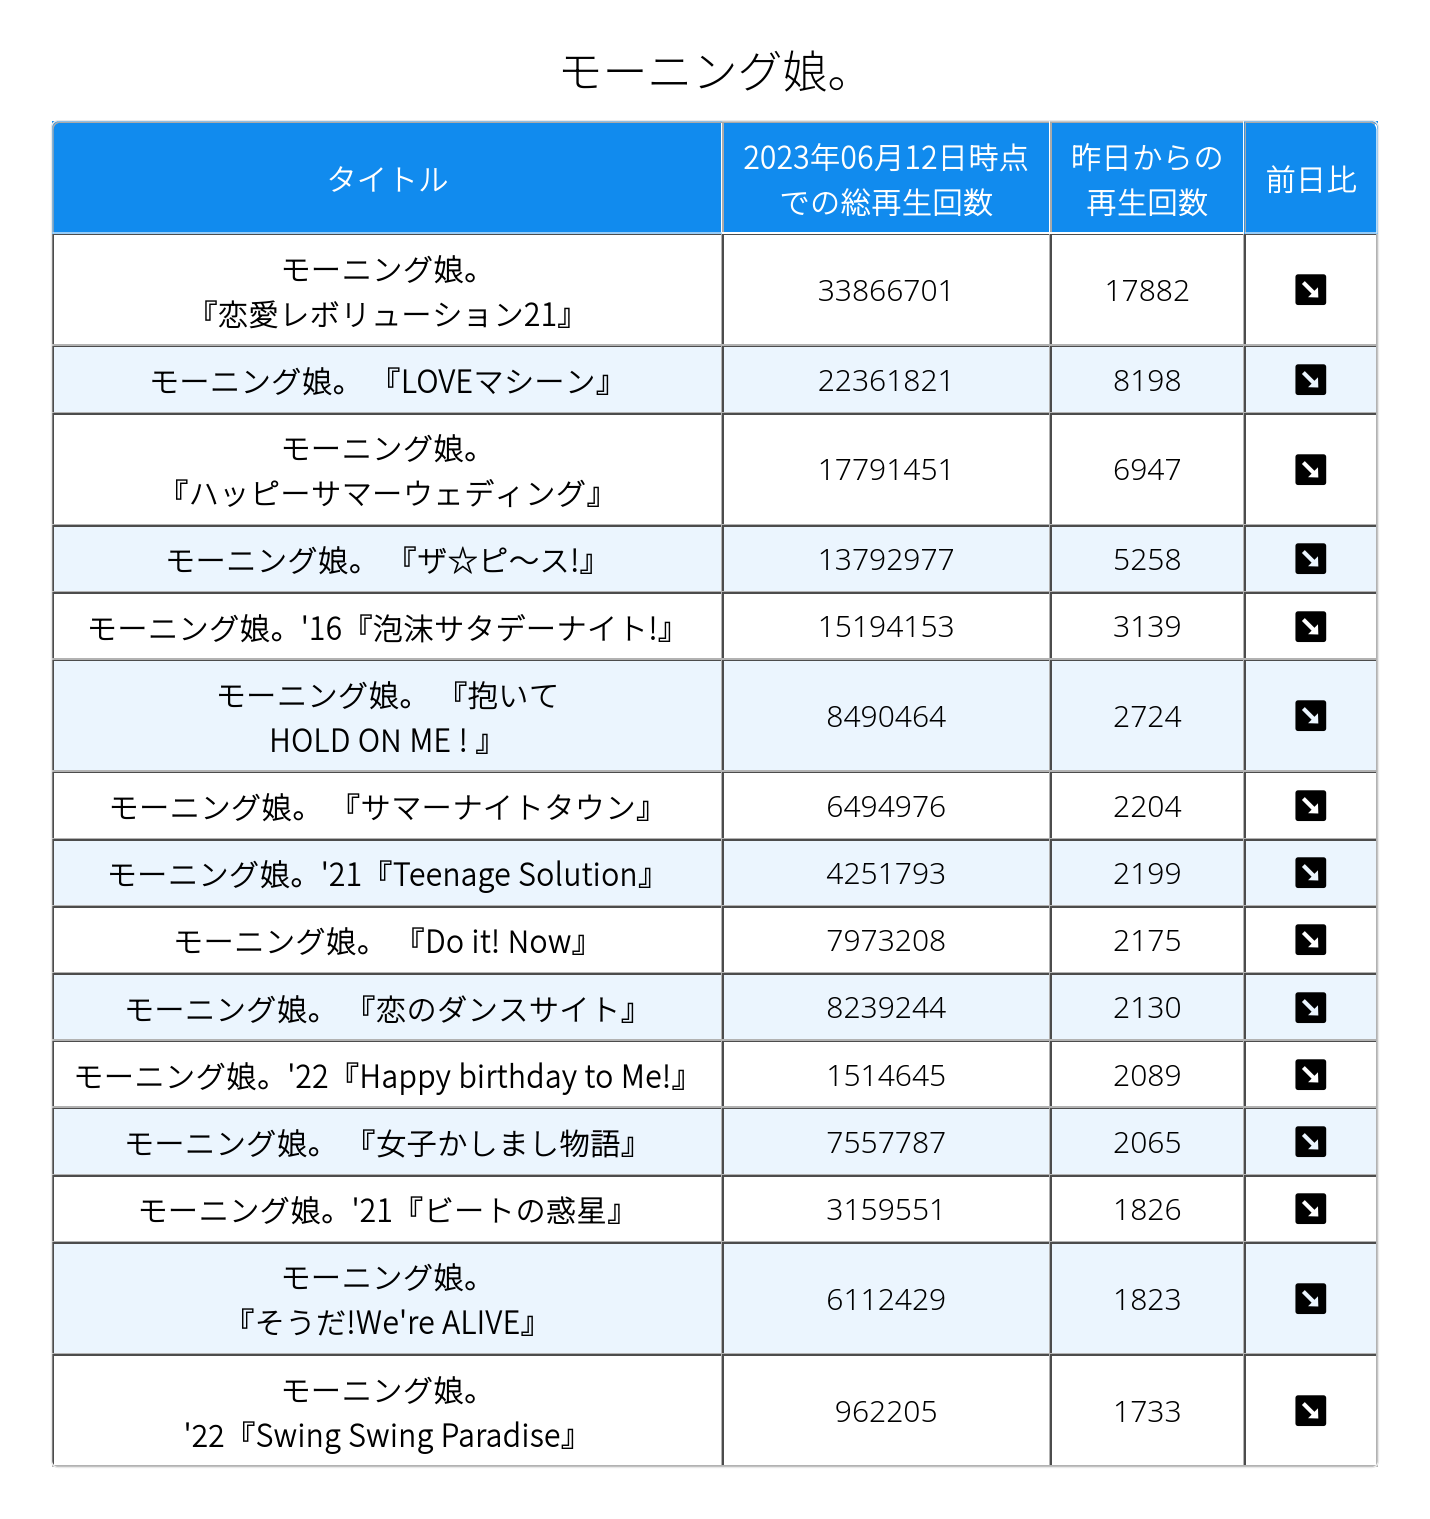 モーニング娘。
タイトル
2023年06月12日時点
での総再生回数
昨日からの
再生回数
前日比
モーニング娘。
『恋愛レボリューション21』
33866701
17882
モーニング娘。 『LOVEマシーン』
22361821
8198
モーニング娘。
『ハッピーサマーウェディング』
17791451
6947
モーニング娘。 『ザ☆ピ〜ス!』
13792977
5258
モーニング娘。'16『泡沫サタデーナイト!』
15194153
3139
モーニング娘。 『抱いて
HOLD ON ME ! 』
8490464
2724
モーニング娘。 『サマーナイトタウン』
6494976
2204
モーニング娘。'21『Teenage Solution』
4251793
2199
モーニング娘。 『Do it! Now』
7973208
2175
モーニング娘。 『恋のダンスサイト』
8239244
2130
モーニング娘。'22『Happy birthday to Me!』
1514645
2089
モーニング娘。 『女子かしまし物語』
7557787
2065
モーニング娘。'21『ビートの惑星』
3159551
1826
モーニング娘。
『そうだ!We're ALIVE』
6112429
1823
モーニング娘。
'22『Swing Swing Paradise』
962205
1733